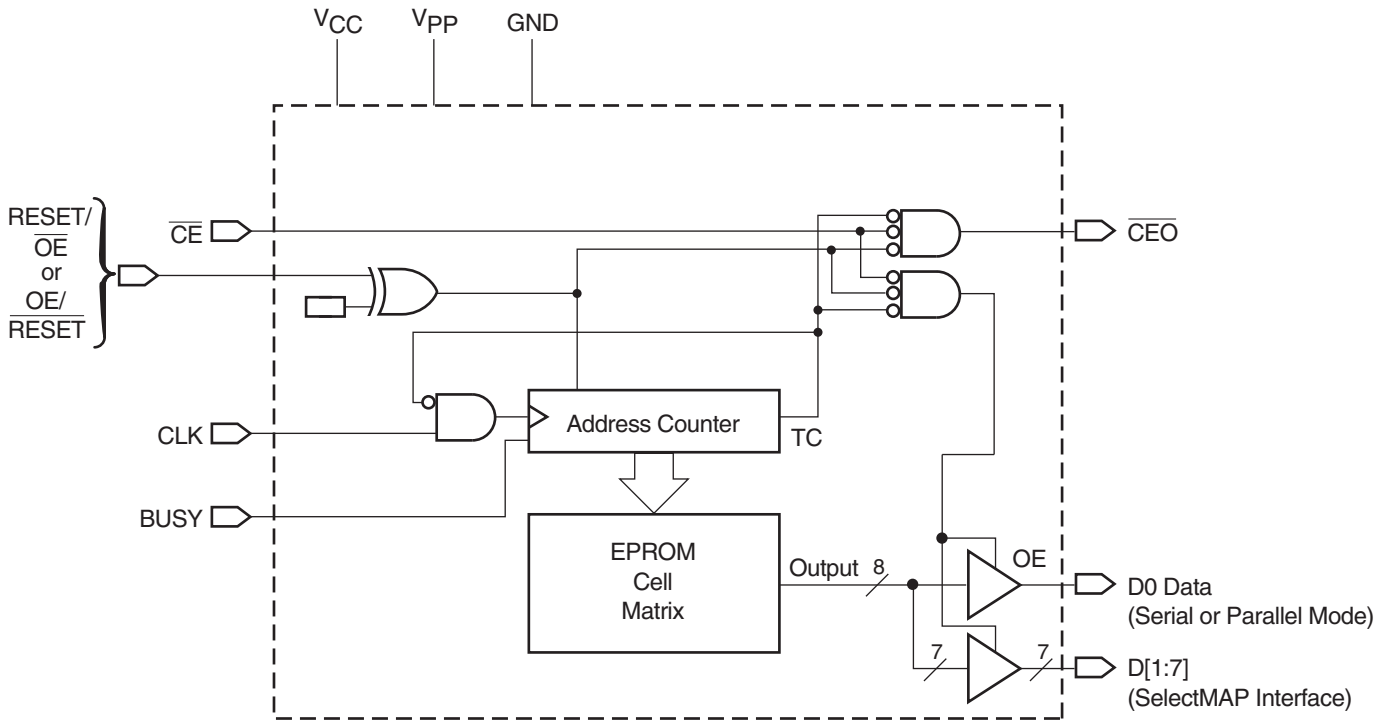 VCC
VPP
GND
RESET/
OE
or
OE/
RESET
CE
CEO
CLK
Address Counter
TC
BUSY
EPROM
Cell
Matrix
Output
8
OE
D0 Data
(Serial or Parallel Mode)
7
7
D[1:7]
(SelectMAP Interface)